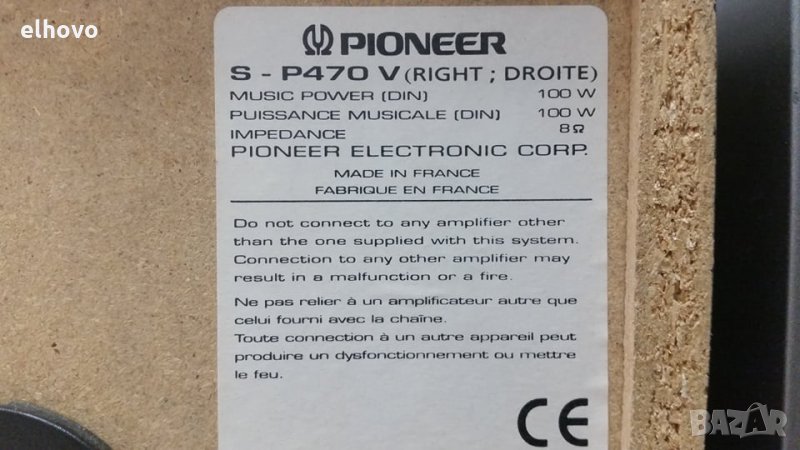 elhovo
PIONEER
S - P470 V (RIGHT ; DROITE)
MUSIC POWER (DIN) 100 W
PUISSANCE MUSICALE (DIN) 100 W
IMPEDANCE 8Ω
PIONEER ELECTRONIC CORP.
MADE IN FRANCE
FABRIQUE EN FRANCE
Do not connect to any amplifier other
than the one supplied with this system.
Connection to any other amplifier may
result in a malfunction or a fire.
Ne pas relier à un amplificateur autre que
celui fourni avec la chaîne.
Toute connection à un autre appareil peut
produire un dysfonctionnement ou mettre
le feu.
CE
BAZAR